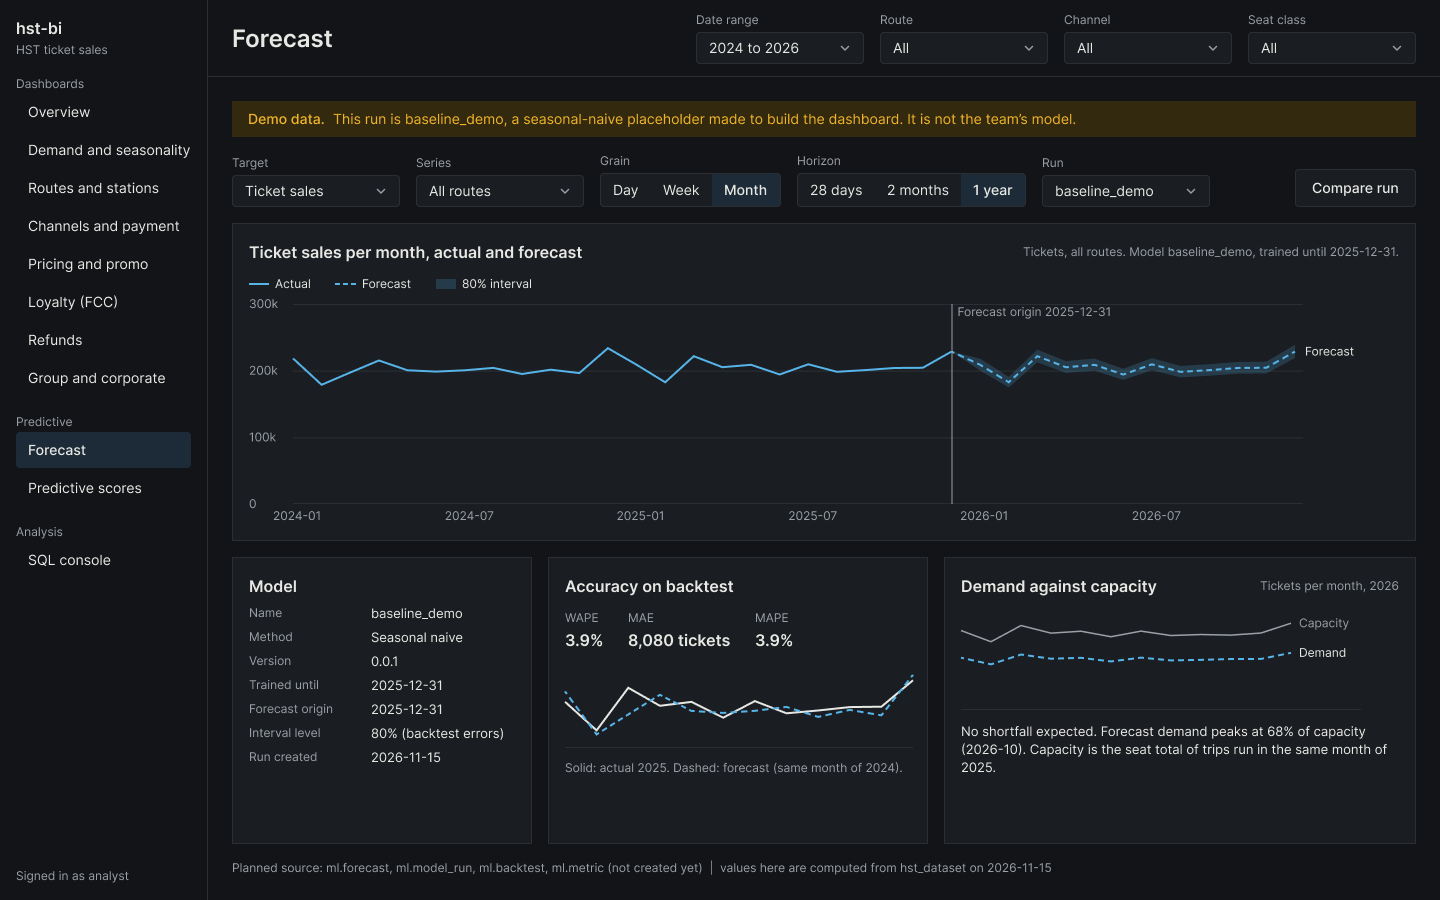 hst-bi
HST ticket sales
Dashboards
Overview
Demand and seasonality
Routes and stations
Channels and payment
Pricing and promo
Loyalty (FCC)
Refunds
Group and corporate
Predictive
Forecast
Predictive scores
Analysis
SQL console
Signed in as analyst
Forecast
Date range
2024 to 2026
Route
All
Channel
All
Seat class
All
Demo data. This run is baseline_demo, a seasonal-naive placeholder made to build the dashboard. It is not the team’s model.
Target
Ticket sales
Series
All routes
Grain
Day Week Month
Horizon
28 days 2 months 1 year
Run
baseline_demo
Compare run
Ticket sales per month, actual and forecast
Tickets, all routes. Model baseline_demo, trained until 2025-12-31.
Actual Forecast 80% interval
300k
200k
100k
0
Forecast origin 2025-12-31
Forecast
2024-01 2024-07 2025-01 2025-07 2026-01 2026-07
Model
Name baseline_demo
Method Seasonal naive
Version 0.0.1
Trained until 2025-12-31
Forecast origin 2025-12-31
Interval level 80% (backtest errors)
Run created 2026-11-15
Accuracy on backtest
WAPE MAE MAPE
3.9% 8,080 tickets 3.9%
Solid: actual 2025. Dashed: forecast (same month of 2024).
Demand against capacity
Tickets per month, 2026
Capacity
Demand
No shortfall expected. Forecast demand peaks at 68% of capacity
(2026-10). Capacity is the seat total of trips run in the same month of
2025.
Planned source: ml.forecast, ml.model_run, ml.backtest, ml.metric (not created yet) | values here are computed from hst_dataset on 2026-11-15